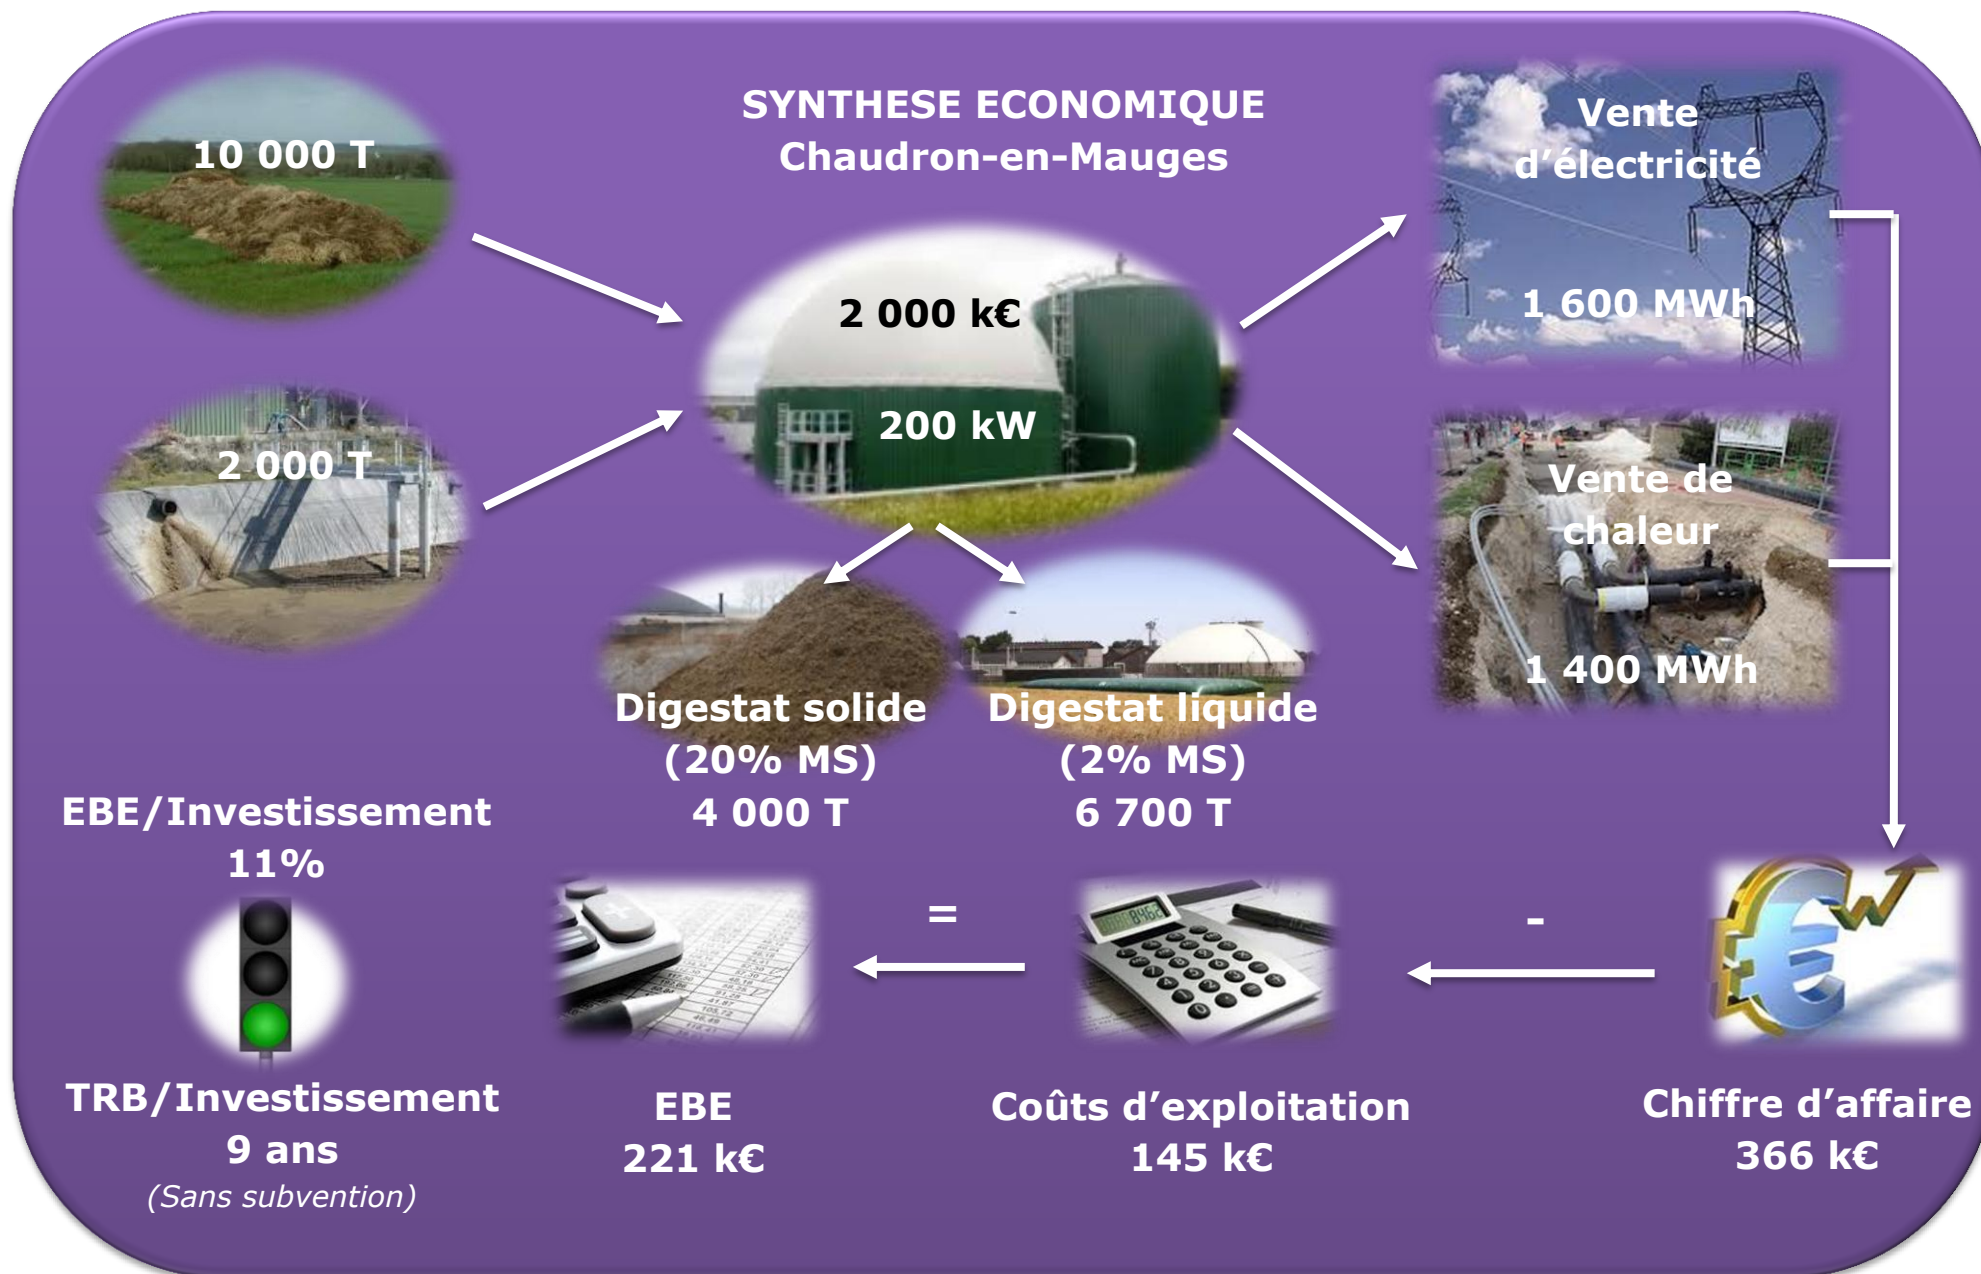 SYNTHESE ECONOMIQUE
Chaudron-en-Mauges
10 000 T
2 000 T
2 000 k€
200 kW
Vente
d’électricité
1 600 MWh
Vente de
chaleur
1 400 MWh
Digestat solide
(20% MS)
4 000 T
Digestat liquide
(2% MS)
6 700 T
EBE/Investissement
11%
TRB/Investissement
9 ans
(Sans subvention)
=
-
EBE
221 k€
Coûts d’exploitation
145 k€
Chiffre d’affaire
366 k€